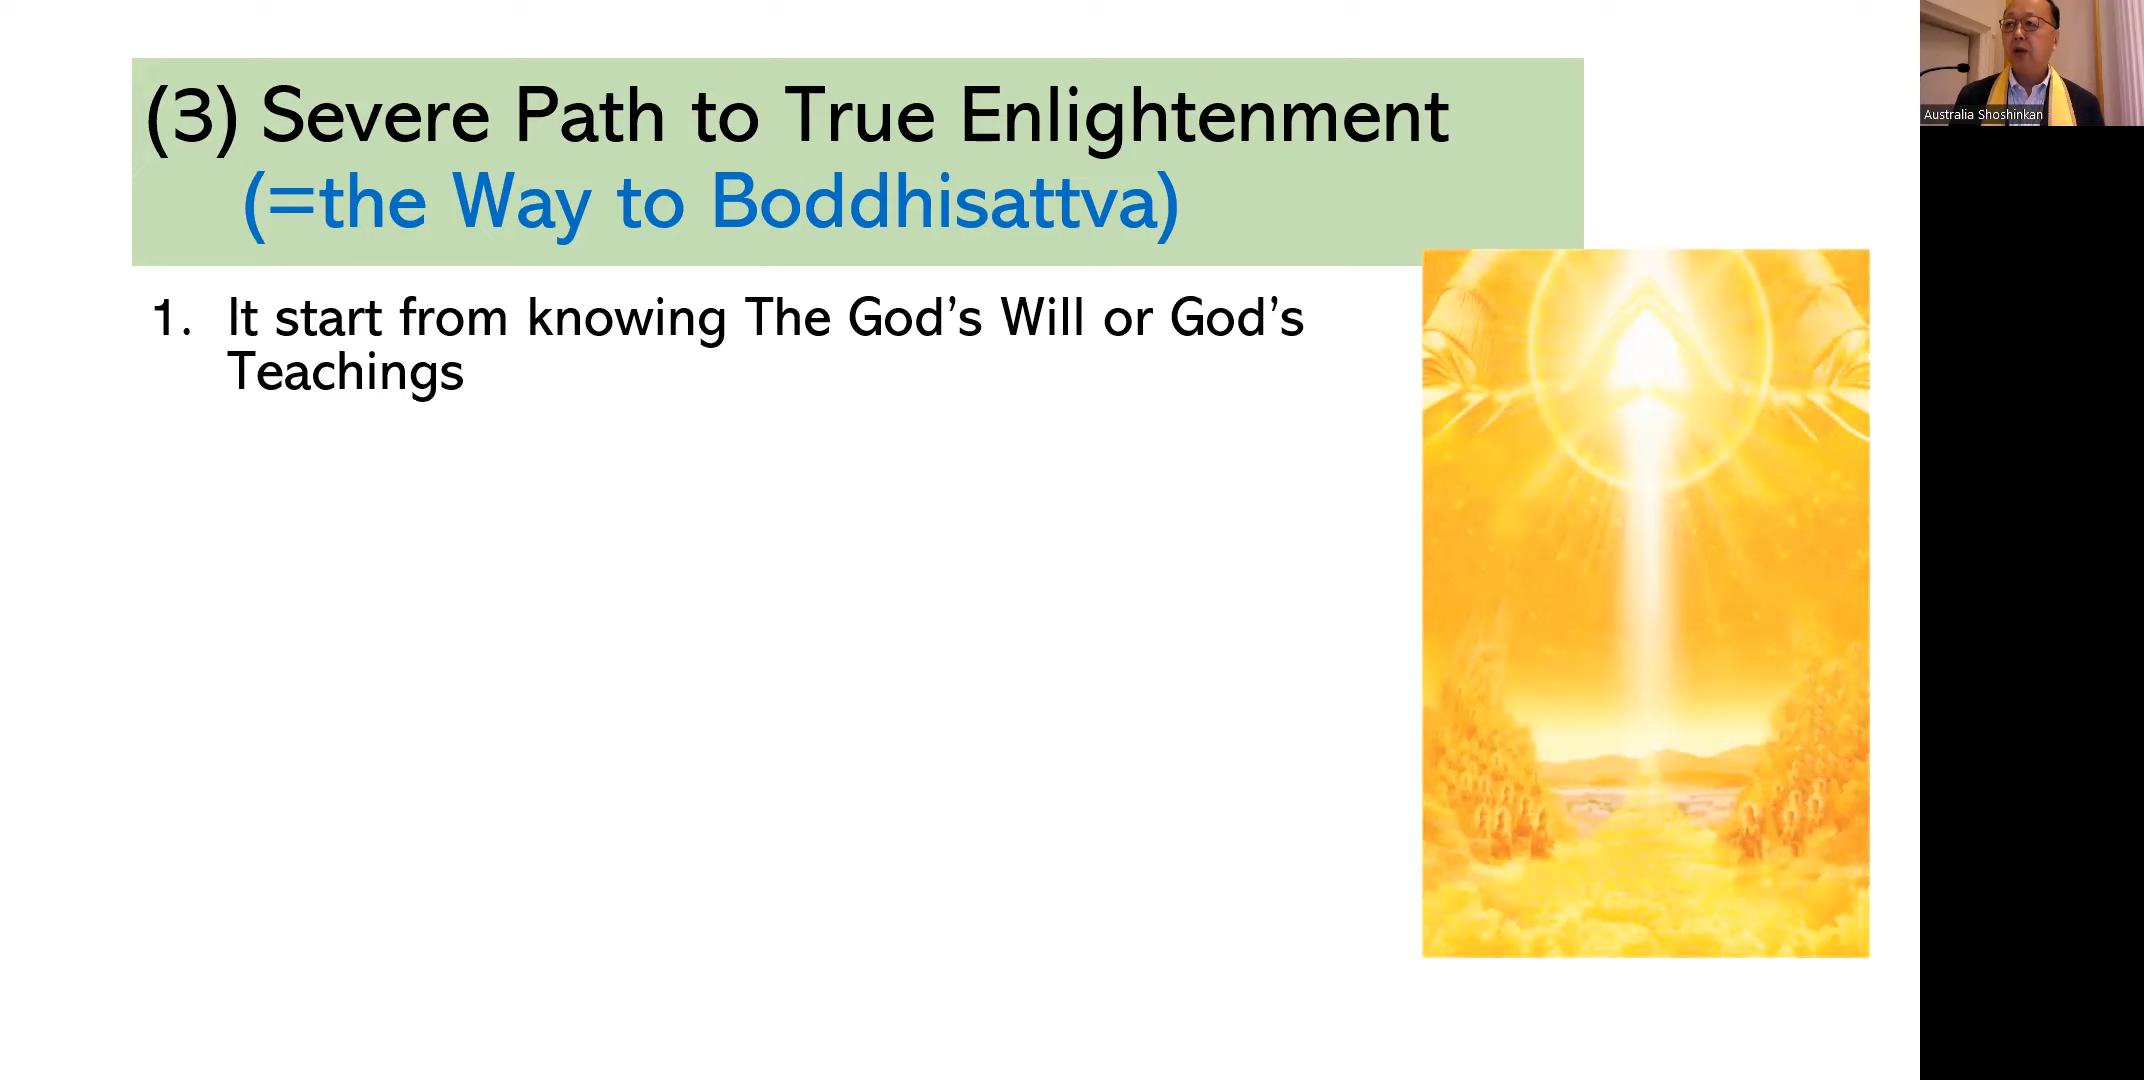 (3) Severe Path to True Enlightenment
(=the Way to Boddhisattva)
1. It start from knowing The God's Will or God's
Teachings
Australia Shoshinkan